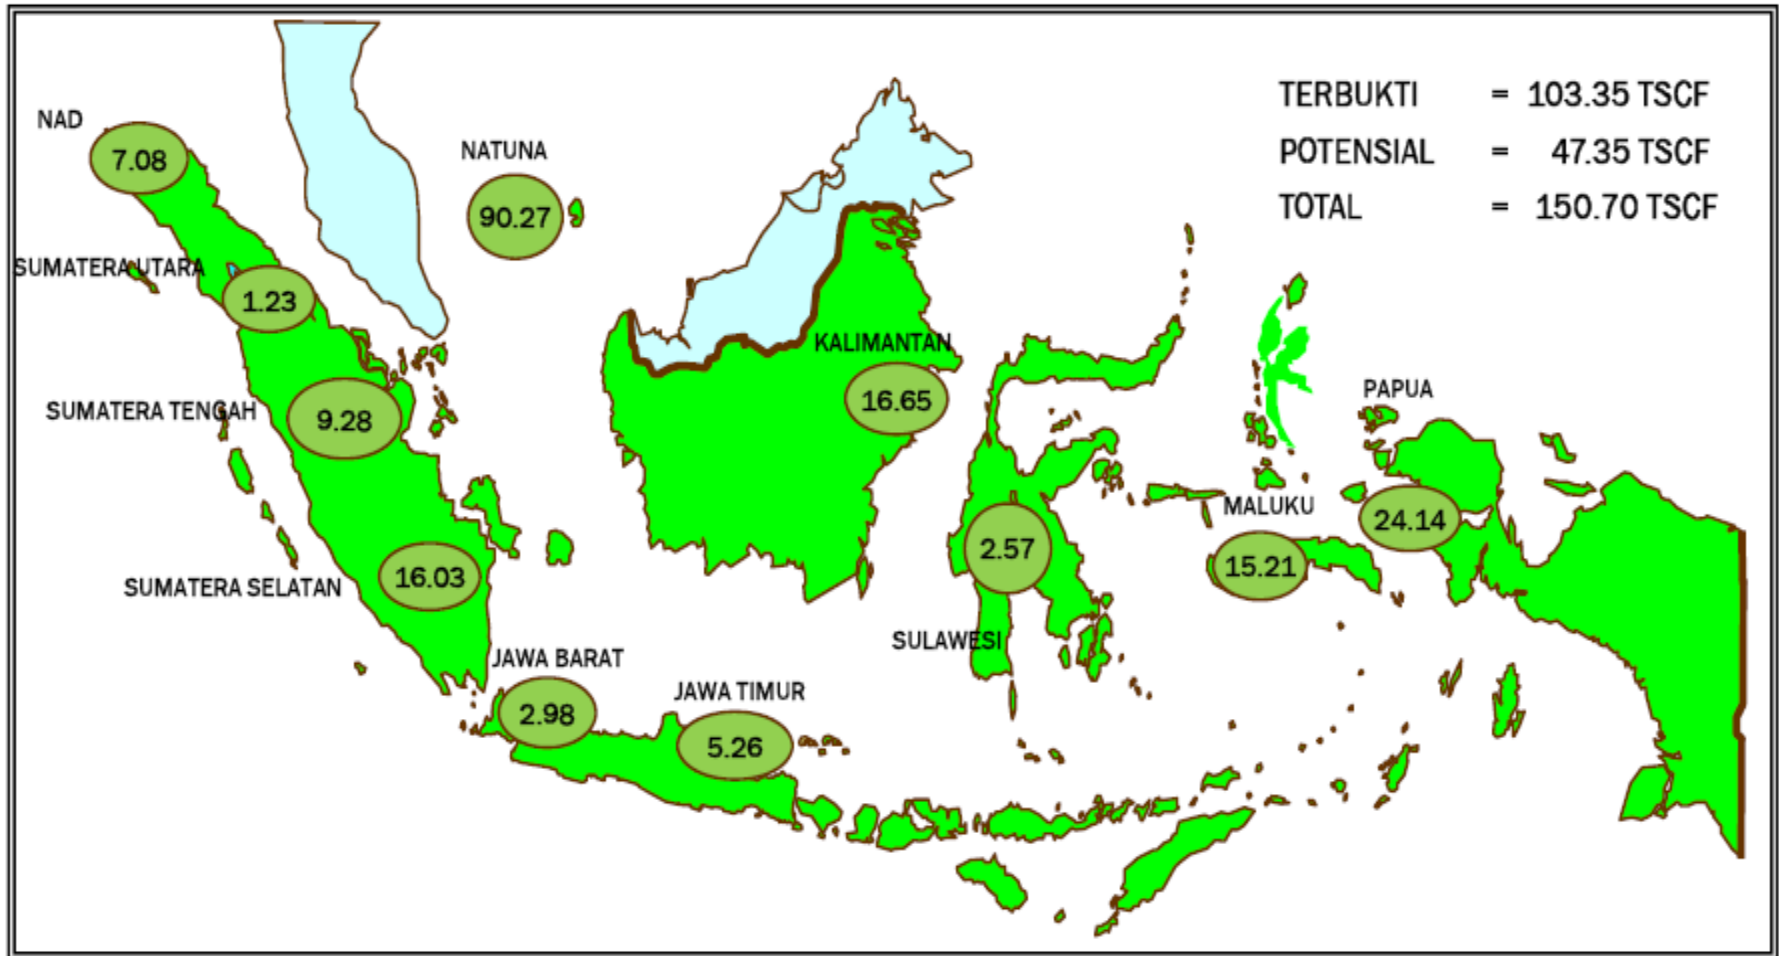 TERBUKTI = 103.35 TSCF
POTENSIAL = 47.35 TSCF
TOTAL = 150.70 TSCF
NAD
7.08
NATUNA
90.27
SUMATERA UTARA
1.23
KALIMANTAN
16.65
SUMATERA TENGAH
9.28
PAPUA
24.14
MALUKU
15.21
2.57
SULAWESI
SUMATERA SELATAN
16.03
JAWA BARAT
2.98
JAWA TIMUR
5.26